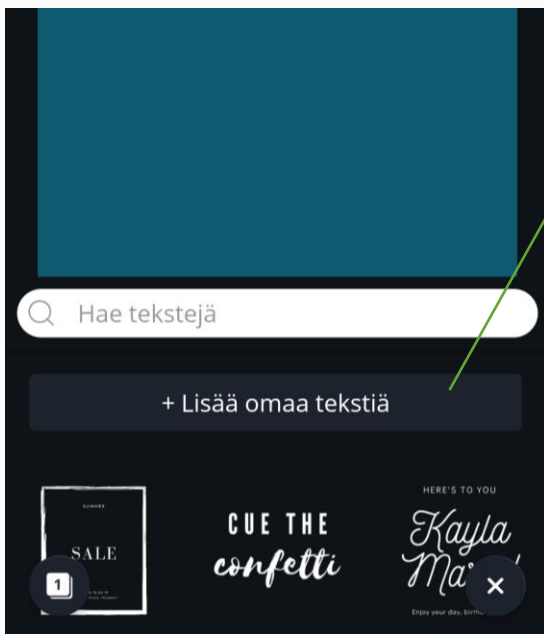 Hae tekstejä
+ Lisää omaa tekstiä
SUMMER
SALE
CUE THE
confetti
HERE'S TO YOU
Kayla
1
Enjoy your day,